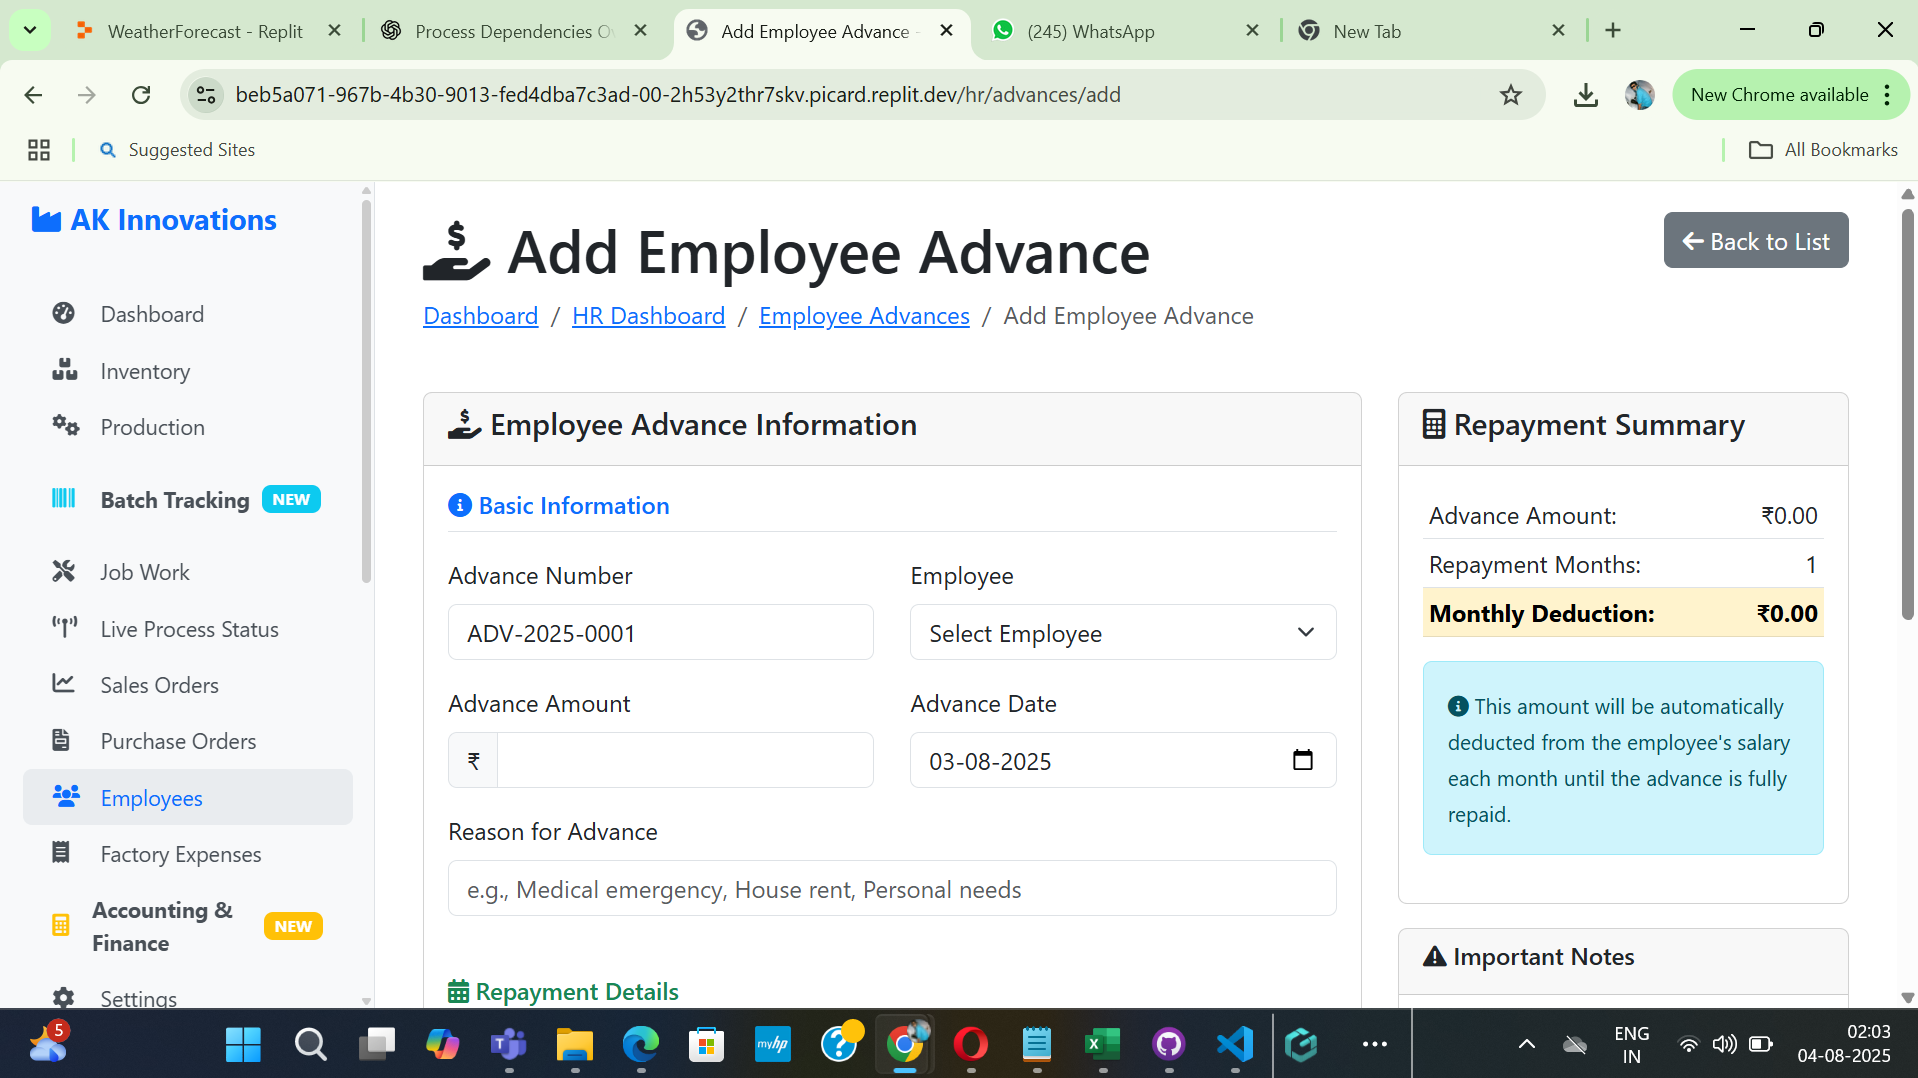 WeatherForecast - Replit
Process Dependencies O
Add Employee Advance -
(245) WhatsApp
New Tab
beb5a071-967b-4b30-9013-fed4dba7c3ad-00-2h53y2thr7skv.picard.replit.dev/hr/advances/add
New Chrome available
Suggested Sites
All Bookmarks
AK Innovations
Dashboard
Inventory
Production
Batch Tracking NEW
Job Work
Live Process Status
Sales Orders
Purchase Orders
Employees
Factory Expenses
Accounting &
Finance
NEW
Settings
Add Employee Advance
Back to List
Dashboard / HR Dashboard / Employee Advances / Add Employee Advance
Employee Advance Information
Basic Information
Advance Number
Employee
ADV-2025-0001
Select Employee
Advance Amount
Advance Date
₹
03-08-2025
Reason for Advance
e.g., Medical emergency, House rent, Personal needs
Repayment Details
Repayment Summary
Advance Amount: ₹0.00
Repayment Months: 1
Monthly Deduction: ₹0.00
This amount will be automatically
deducted from the employee's salary
each month until the advance is fully
repaid.
Important Notes
5
myhp
ENG
IN
02:03
04-08-2025